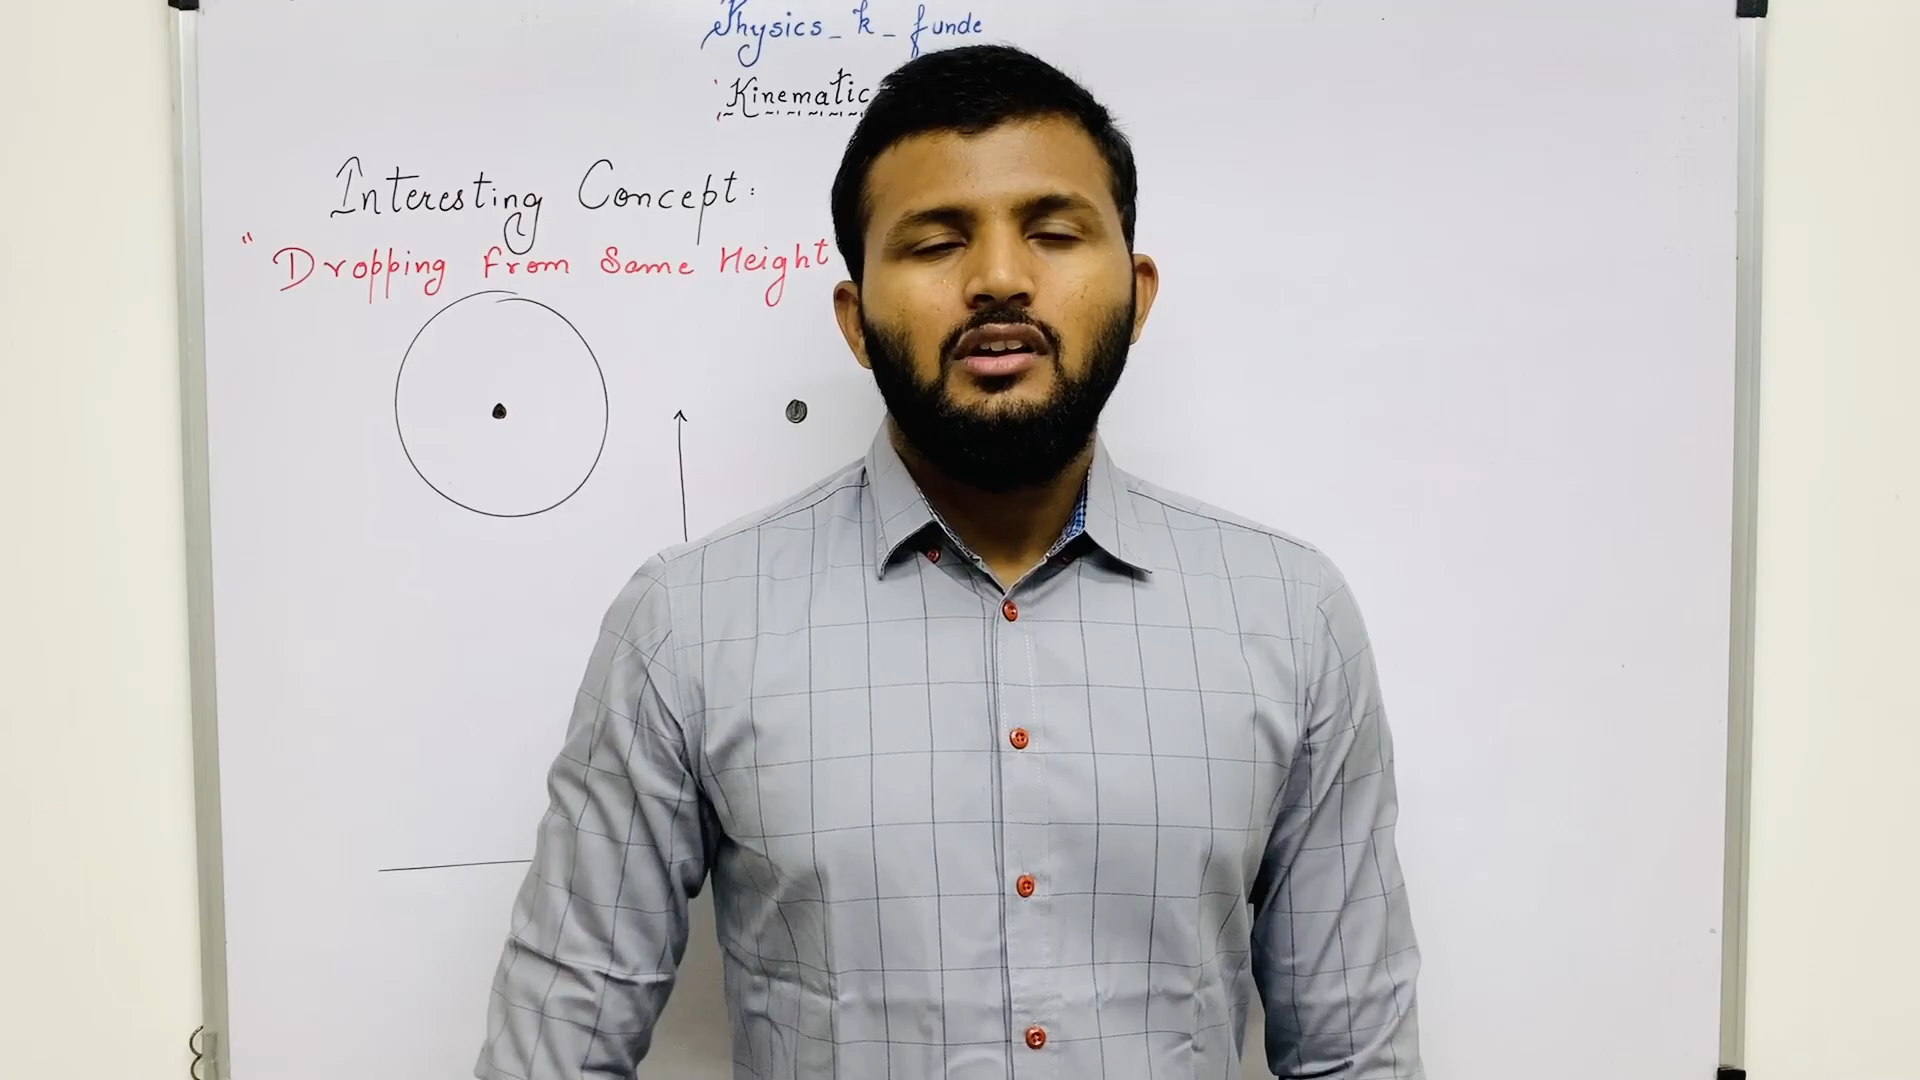 Physics_k_funde
Kinematic
Interesting Concept:
"Dropping from Same Height